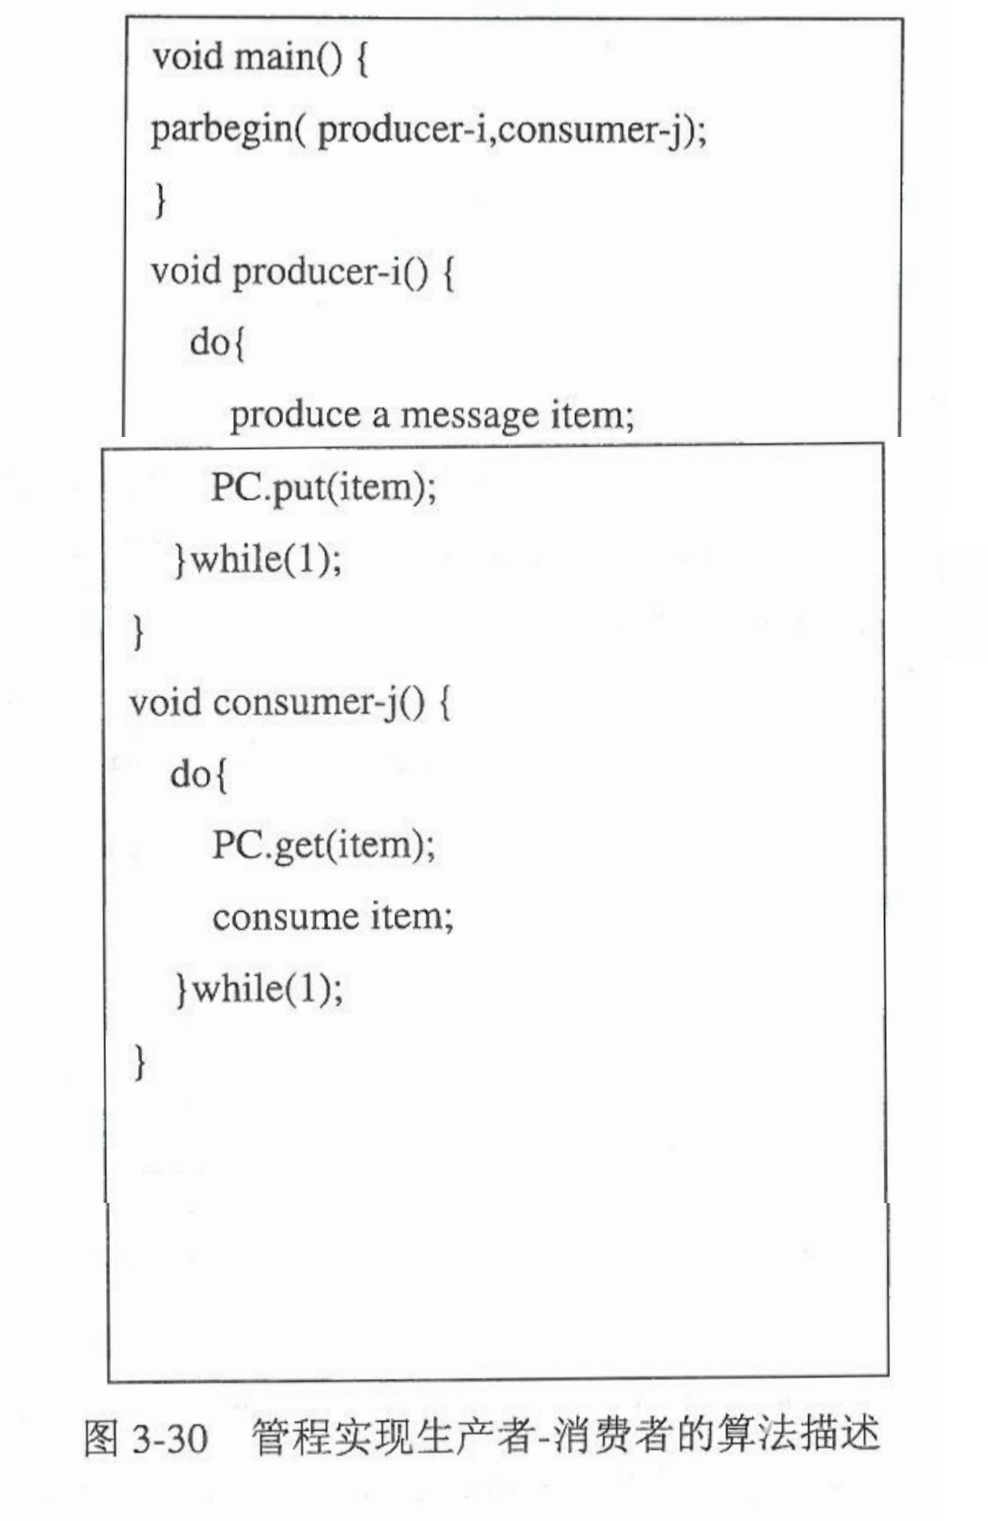 void main() {
parbegin( producer-i,consumer-j);
}
void producer-i() {
do{
produce a message item;
PC.put(item);
}while(1);
}
void consumer-j() {
do{
PC.get(item);
consume item;
}while(1);
}
图 3-30 管程实现生产者-消费者的算法描述